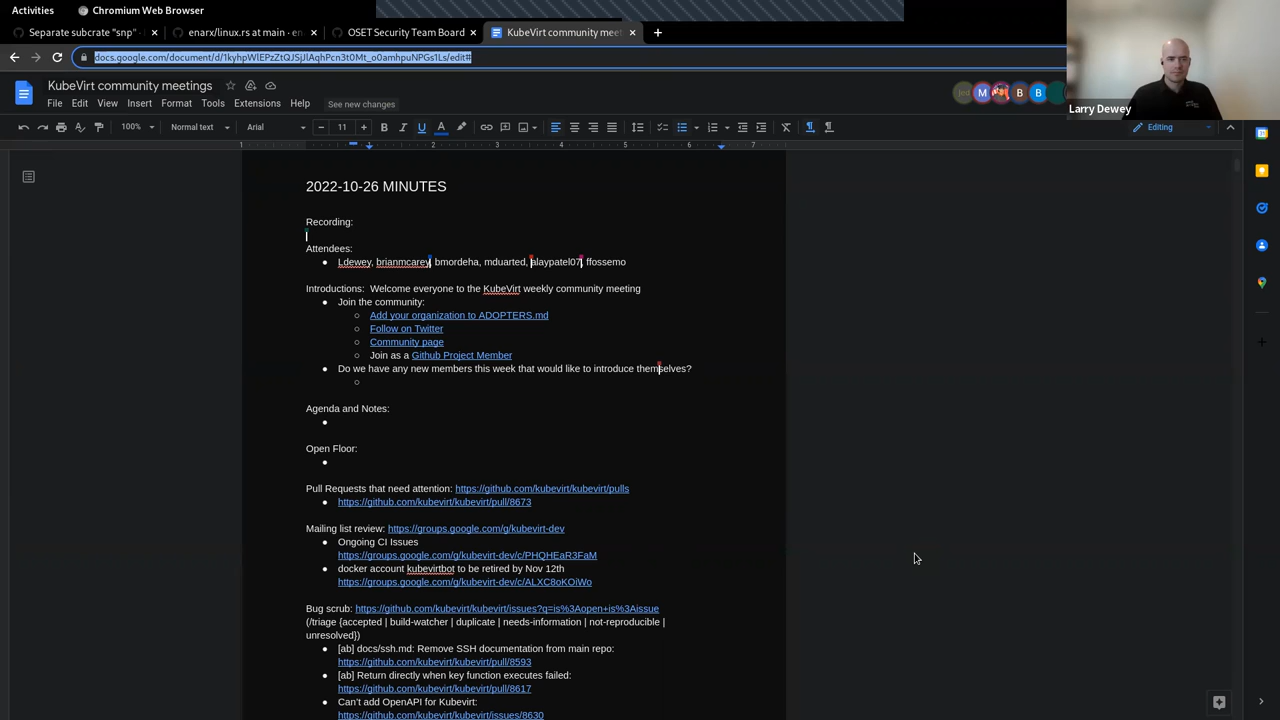 Activities
Chromium Web Browser
Separate subcrate "snp" ·
enarx/linux.rs at main · en
OSET Security Team Board
KubeVirt community meet
docs.google.com/document/d/1kyhpWlEPzZtQJSjJlAqhPcn3t0Mt_o0amhpuNPGs1Ls/edit#
KubeVirt community meetings
File Edit View Insert Format Tools Extensions Help
See new changes
jed M B B
Larry Dewey
100% Normal text Arial 11 Editing
1 2 3 4 5 6 7
2022-10-26 MINUTES
Recording:
Attendees:
Ldewey, brianmcarey, bmordeha, mduarted, alaypatel07, ffossemo
Introductions: Welcome everyone to the KubeVirt weekly community meeting
Join the community:
Add your organization to ADOPTERS.md
Follow on Twitter
Community page
Join as a Github Project Member
Do we have any new members this week that would like to introduce themselves?
Agenda and Notes:
Open Floor:
Pull Requests that need attention: https://github.com/kubevirt/kubevirt/pulls
https://github.com/kubevirt/kubevirt/pull/8673
Mailing list review: https://groups.google.com/g/kubevirt-dev
Ongoing CI Issues
https://groups.google.com/g/kubevirt-dev/c/PHQHEaR3FaM
docker account kubevirtbot to be retired by Nov 12th
https://groups.google.com/g/kubevirt-dev/c/ALXC8oKOiWo
Bug scrub: https://github.com/kubevirt/kubevirt/issues?q=is%3Aopen+is%3Aissue
(/triage {accepted | build-watcher | duplicate | needs-information | not-reproducible |
unresolved})
[ab] docs/ssh.md: Remove SSH documentation from main repo:
https://github.com/kubevirt/kubevirt/pull/8593
[ab] Return directly when key function executes failed:
https://github.com/kubevirt/kubevirt/pull/8617
Can't add OpenAPI for Kubevirt:
https://github.com/kubevirt/kubevirt/issues/8630